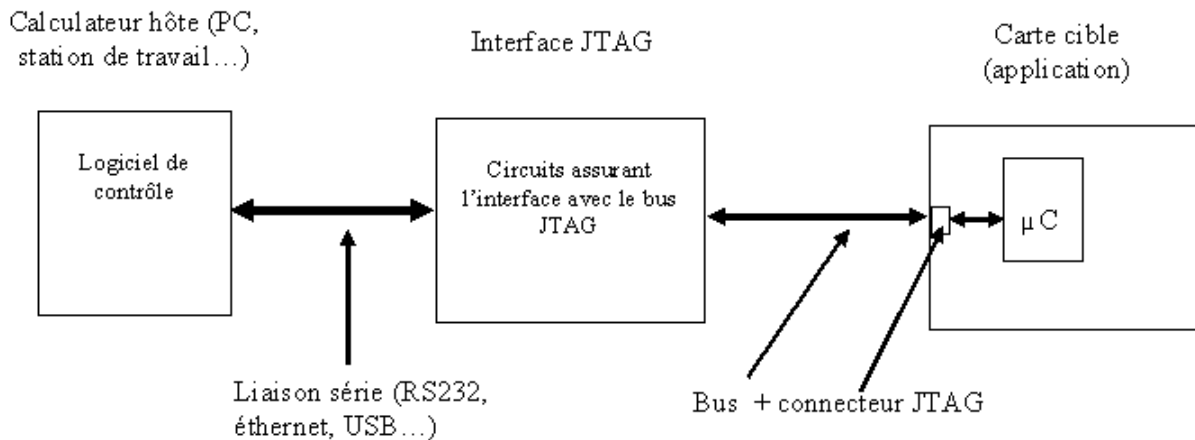 Calculateur hôte (PC,
station de travail…)
Interface JTAG
Carte cible
(application)
Logiciel de
contrôle
Circuits assurant
l'interface avec le bus
JTAG
µC
Liaison série (RS232,
éthernet, USB…)
Bus + connecteur JTAG